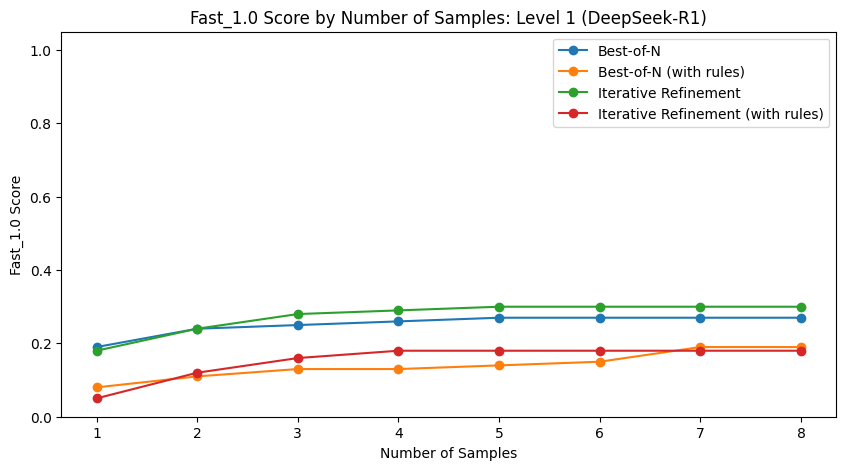 Fast_1.0 Score by Number of Samples: Level 1 (DeepSeek-R1)
Best-of-N
Best-of-N (with rules)
Iterative Refinement
Iterative Refinement (with rules)
Fast_1.0 Score
1.0
0.8
0.6
0.4
0.2
0.0
1 2 3 4 5 6 7 8
Number of Samples